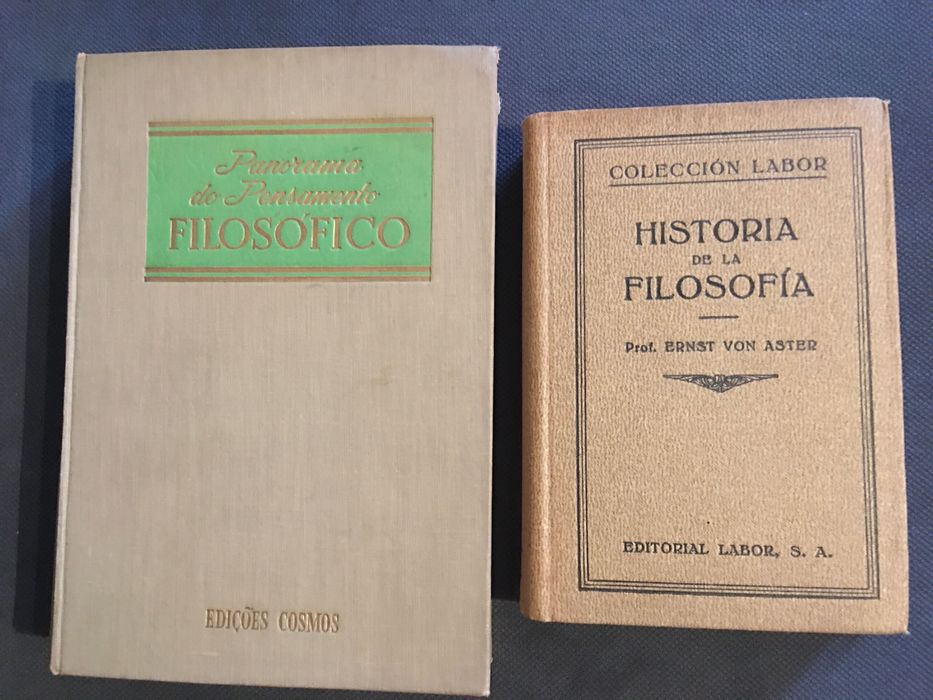 Panorama
do Pensamento
FILOSÓFICO
EDIÇÕES COSMOS
COLECCIÓN LABOR
HISTORIA
DE LA
FILOSOFÍA
Prof. ERNST VON ASTER
EDITORIAL LABOR, S. A.